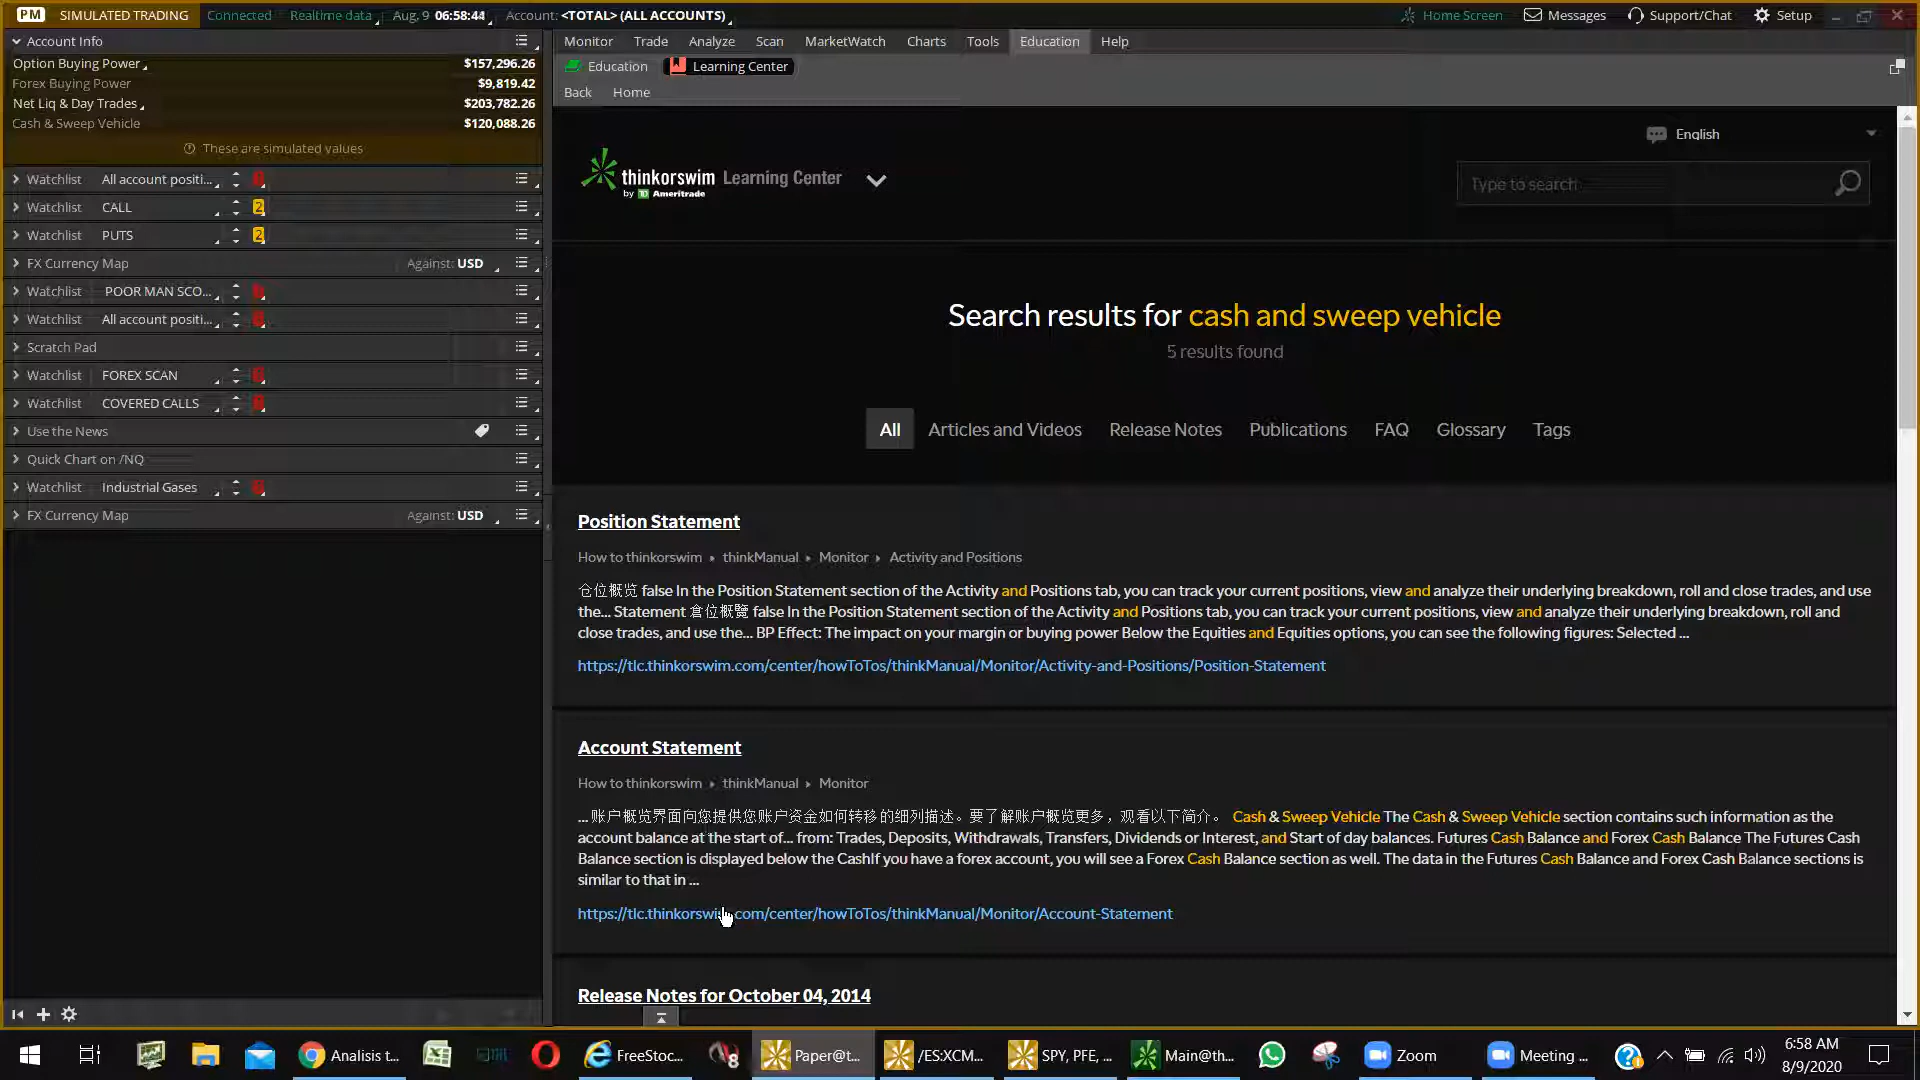 PM SIMULATED TRADING Connected Realtime data Aug. 9 06:58:44 Account: <TOTAL> (ALL ACCOUNTS) Home Screen Messages Support/Chat Setup
Account Info
Option Buying Power $157,296.26
Forex Buying Power $9,819.42
Net Liq & Day Trades $203,782.26
Cash & Sweep Vehicle $120,088.26
These are simulated values
Watchlist All account positi...
Watchlist CALL 2
Watchlist PUTS 2
FX Currency Map Against: USD
Watchlist POOR MAN SCO...
Watchlist All account positi...
Scratch Pad
Watchlist FOREX SCAN
Watchlist COVERED CALLS
Use the News
Quick Chart on /NQ
Watchlist Industrial Gases
FX Currency Map Against: USD
Monitor Trade Analyze Scan MarketWatch Charts Tools Education Help
Education Learning Center
Back Home
English
thinkorswim Learning Center
by TD Ameritrade
Type to search
Search results for cash and sweep vehicle
5 results found
All Articles and Videos Release Notes Publications FAQ Glossary Tags
Position Statement
How to thinkorswim ▸ thinkManual ▸ Monitor ▸ Activity and Positions
仓位概览 false In the Position Statement section of the Activity and Positions tab, you can track your current positions, view and analyze their underlying breakdown, roll and close trades, and use
the... Statement 倉位概覽 false In the Position Statement section of the Activity and Positions tab, you can track your current positions, view and analyze their underlying breakdown, roll and
close trades, and use the... BP Effect: The impact on your margin or buying power Below the Equities and Equities options, you can see the following figures: Selected ...
https://tlc.thinkorswim.com/center/howToTos/thinkManual/Monitor/Activity-and-Positions/Position-Statement
Account Statement
How to thinkorswim ▸ thinkManual ▸ Monitor
... 账户概览界面向您提供您账户资金如何转移的细列描述。要了解账户概览更多，观看以下简介。 Cash & Sweep Vehicle The Cash & Sweep Vehicle section contains such information as the
account balance at the start of... from: Trades, Deposits, Withdrawals, Transfers, Dividends or Interest, and Start of day balances. Futures Cash Balance and Forex Cash Balance The Futures Cash
Balance section is displayed below the CashIf you have a forex account, you will see a Forex Cash Balance section as well. The data in the Futures Cash Balance and Forex Cash Balance sections is
similar to that in ...
https://tlc.thinkorswim.com/center/howToTos/thinkManual/Monitor/Account-Statement
Release Notes for October 04, 2014
Analisis t... FreeStoc... 8 Paper@t... /ES:XCM... SPY, PFE, ... Main@th... Zoom Meeting ... 6:58 AM
8/9/2020